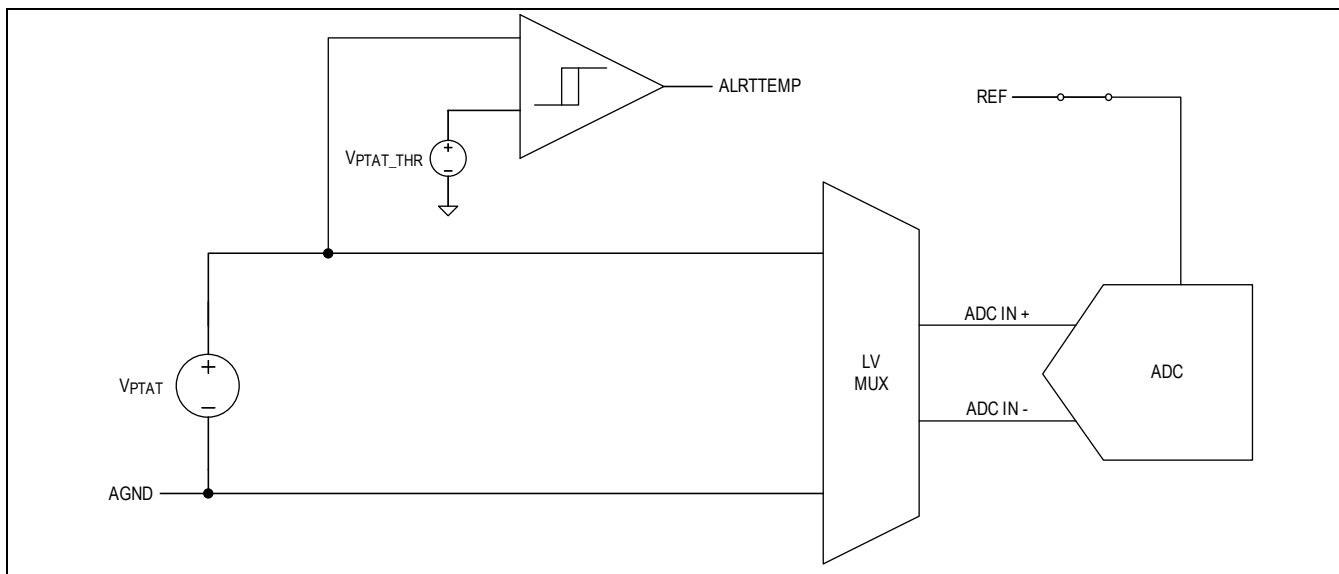 ALRTTEMP
REF
VPTAT_THR
ADC IN +
LV
MUX
ADC
VPTAT
ADC IN -
AGND